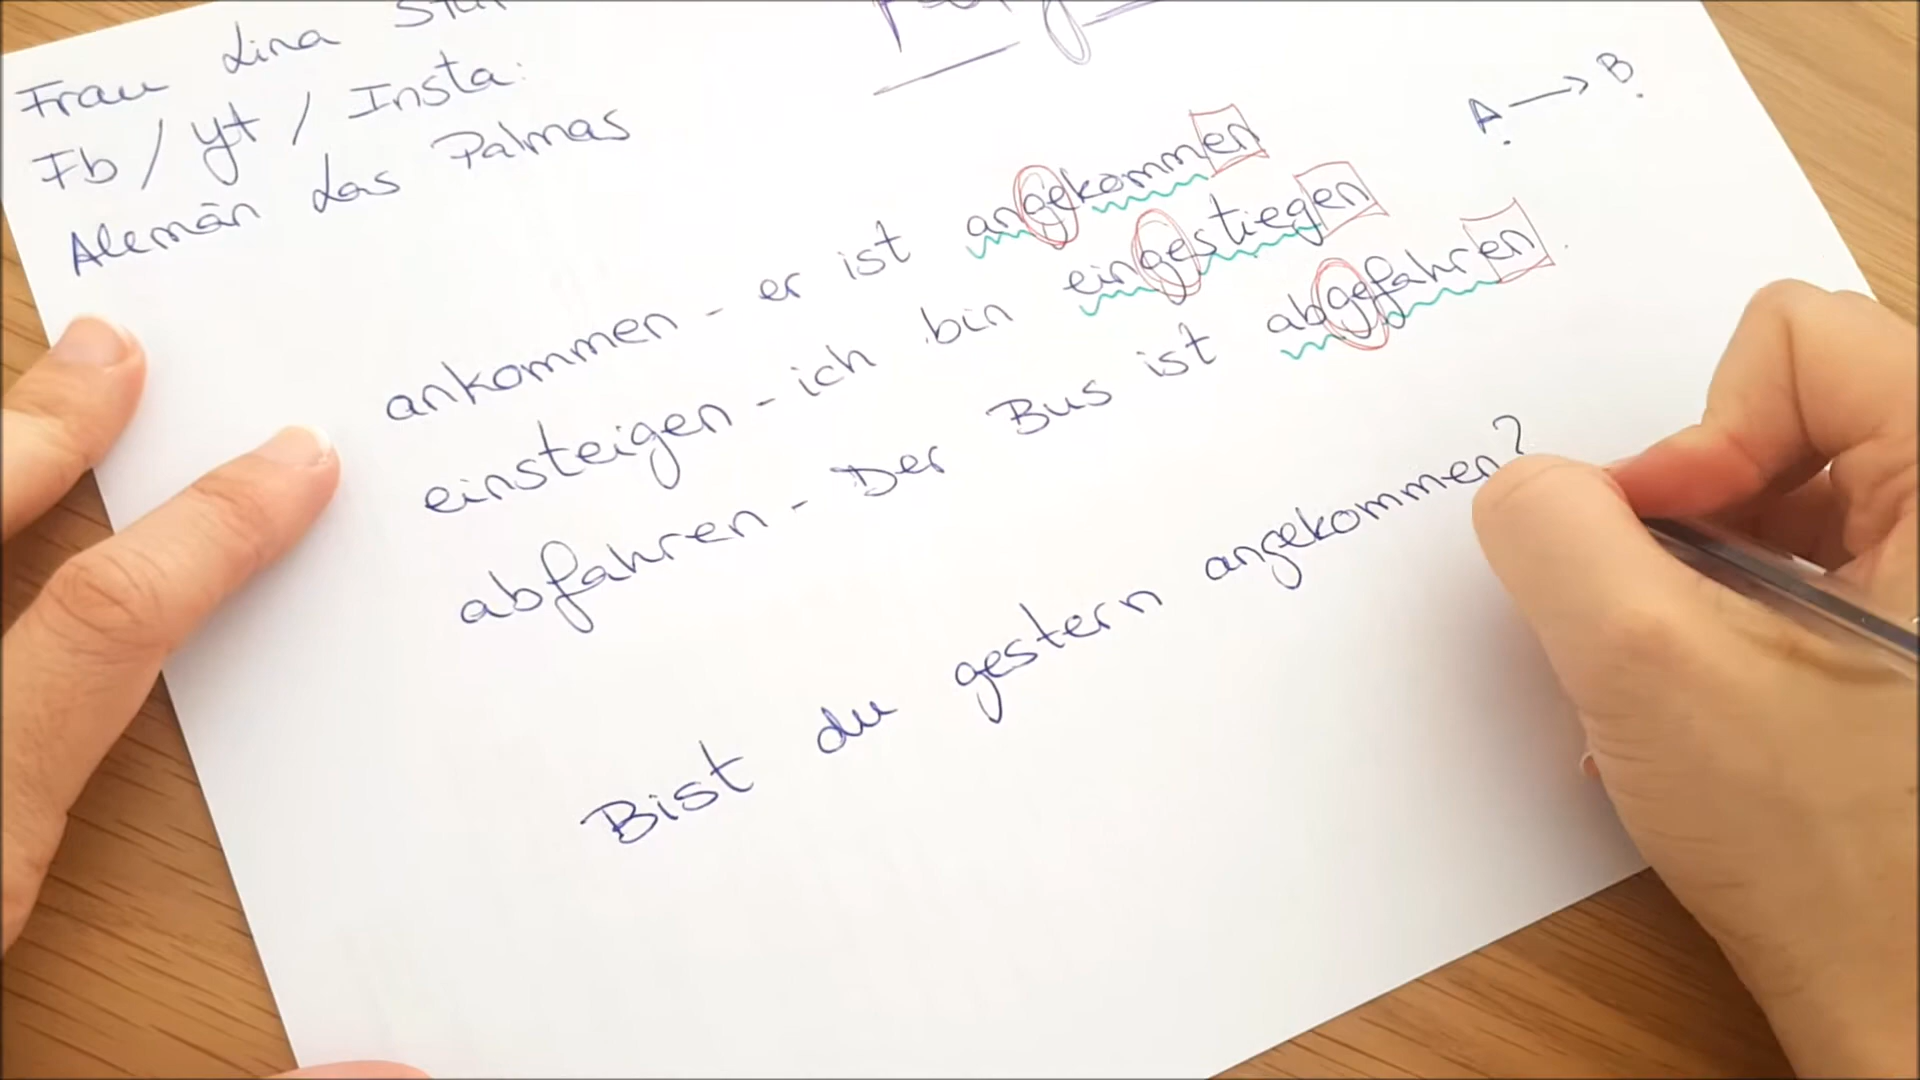 Frau Lina
Fb / yt / Insta:
Alemán Las Palmas
A → B
ankommen - er ist angekommen
einsteigen - ich bin eingestiegen
abfahren - Der Bus ist abgefahren.
Bist du gestern angekommen?